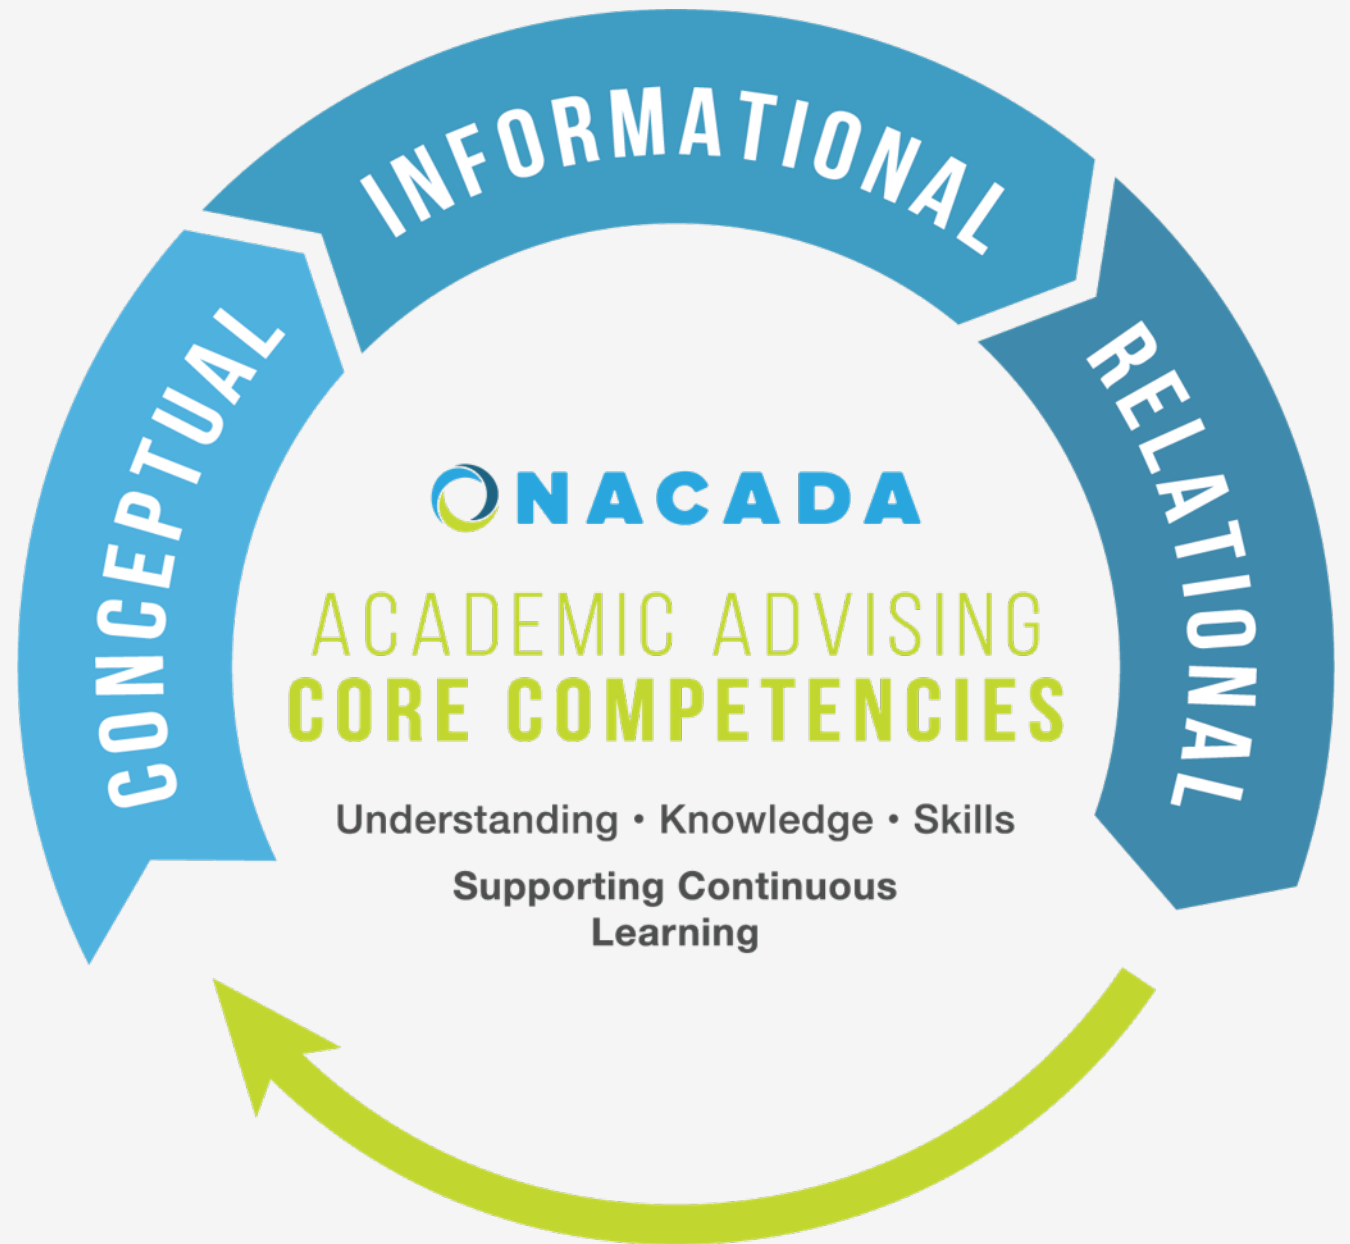 CONCEPTUAL
INFORMATIONAL
RELATIONAL
NACADA
ACADEMIC ADVISING
CORE COMPETENCIES
Understanding • Knowledge • Skills
Supporting Continuous
Learning